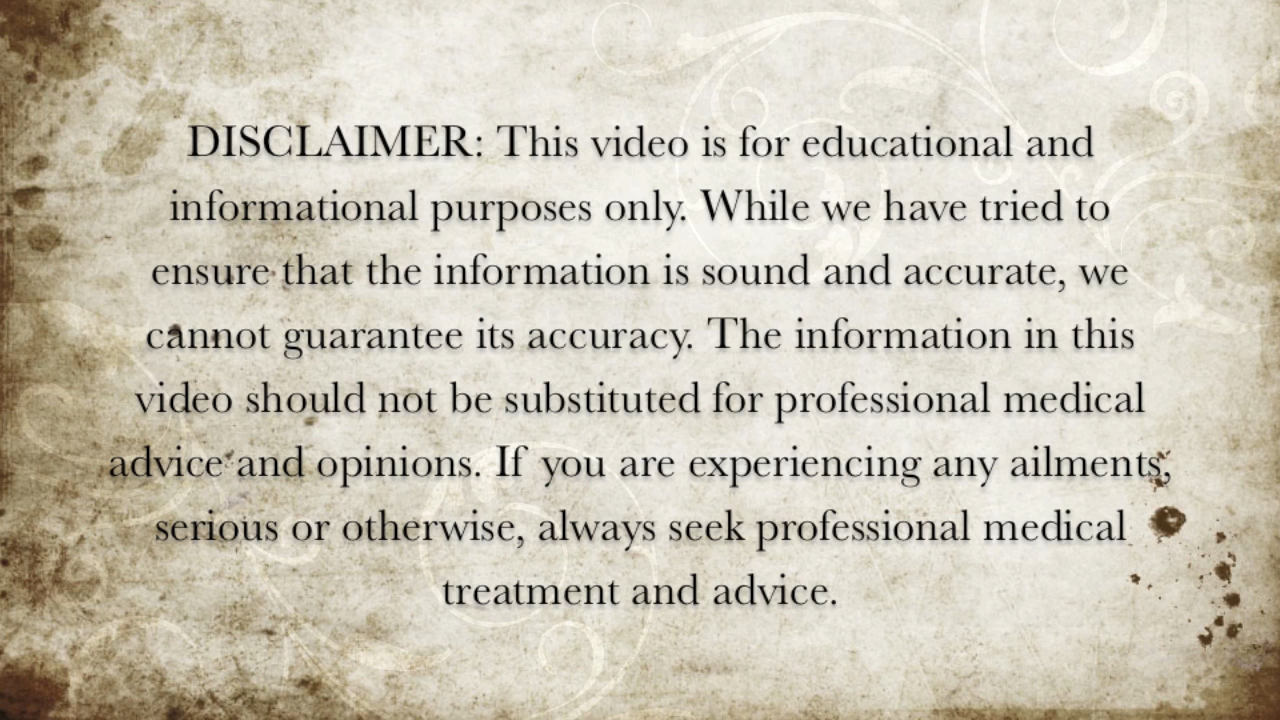 DISCLAIMER: This video is for educational and
informational purposes only. While we have tried to
ensure that the information is sound and accurate, we
cannot guarantee its accuracy. The information in this
video should not be substituted for professional medical
advice and opinions. If you are experiencing any ailments,
serious or otherwise, always seek professional medical
treatment and advice.